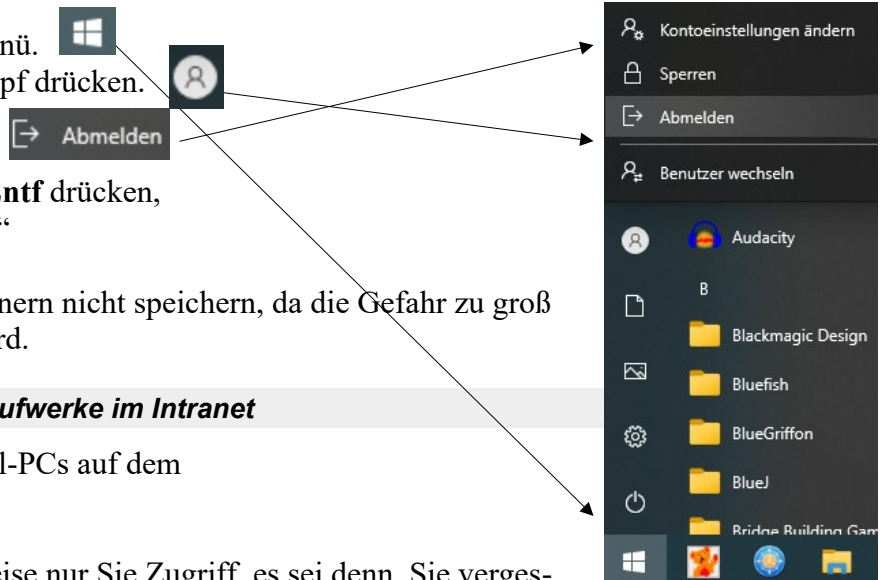 nü.
pf drücken.
Abmelden
ntf drücken,
“
nern nicht speichern, da die Gefahr zu groß
rd.
ufwerke im Intranet
l-PCs auf dem
eise nur Sie Zugriff, es sei denn, Sie verges-
Kontoeinstellungen ändern
Sperren
Abmelden
Benutzer wechseln
Audacity
B
Blackmagic Design
Bluefish
BlueGriffon
BlueJ
Bridge Building Gam